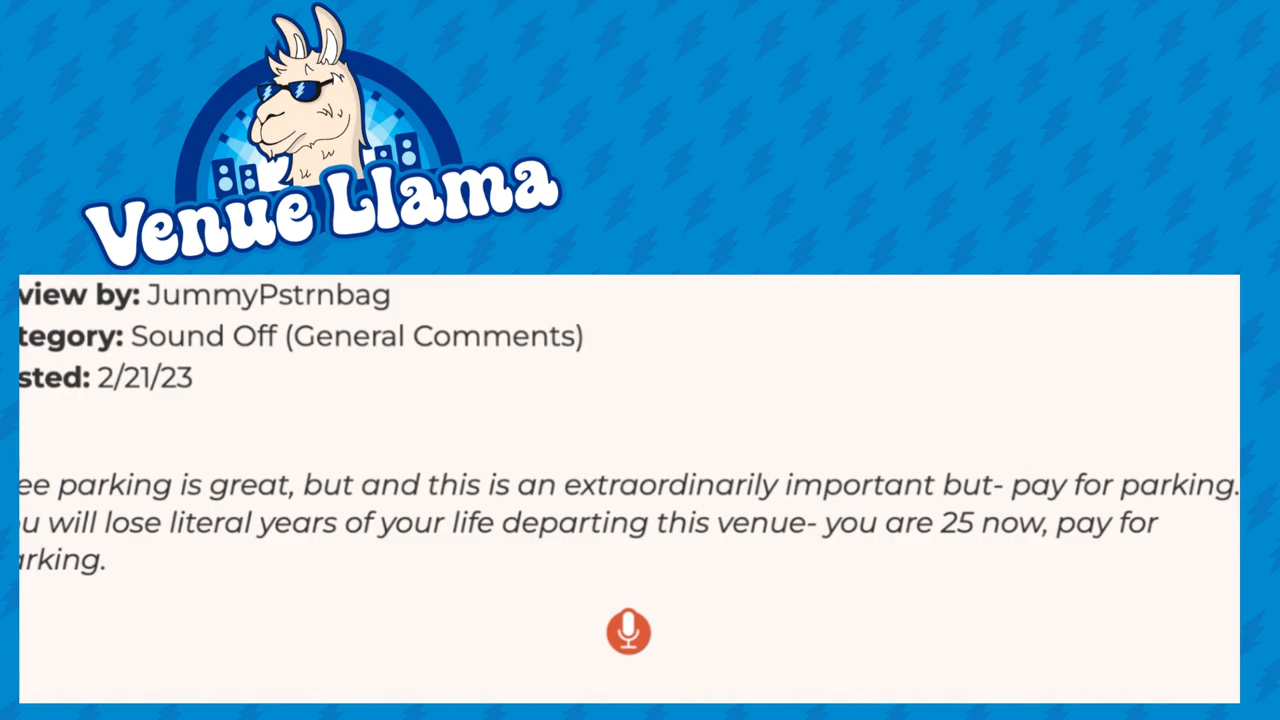 Venue Llama
view by: JummyPstrnbag
tegory: Sound Off (General Comments)
sted: 2/21/23
ee parking is great, but and this is an extraordinarily important but- pay for parking.
u will lose literal years of your life departing this venue- you are 25 now, pay for
arking.